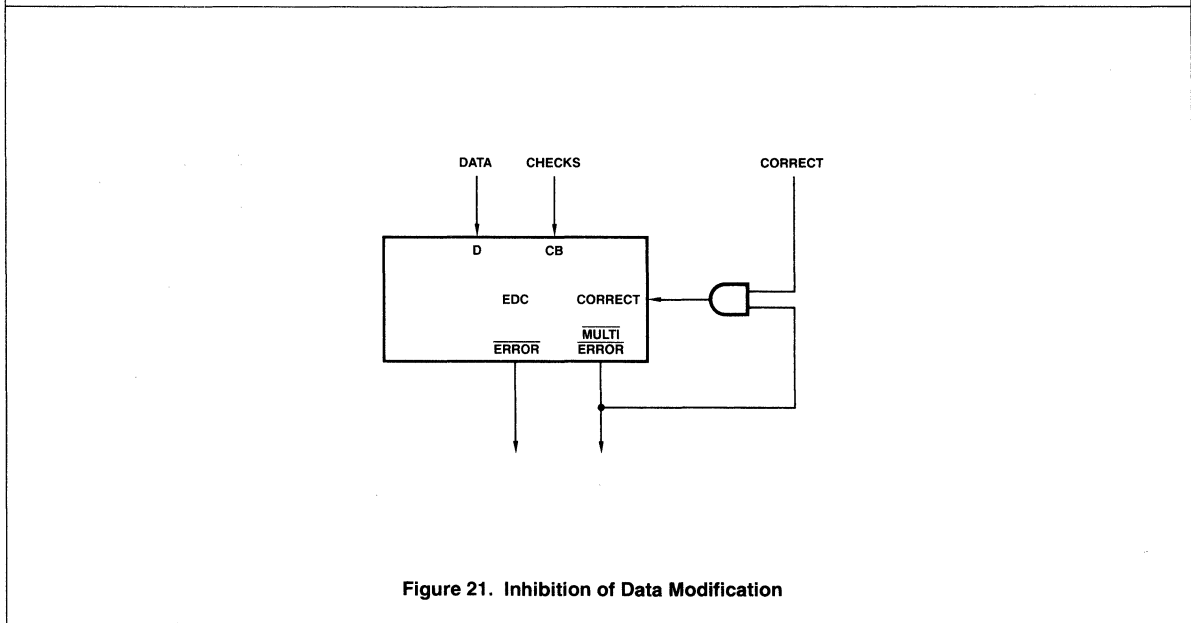 DATA CHECKS CORRECT
D CB
EDC CORRECT
MULTI
ERROR ERROR
Figure 21. Inhibition of Data Modification